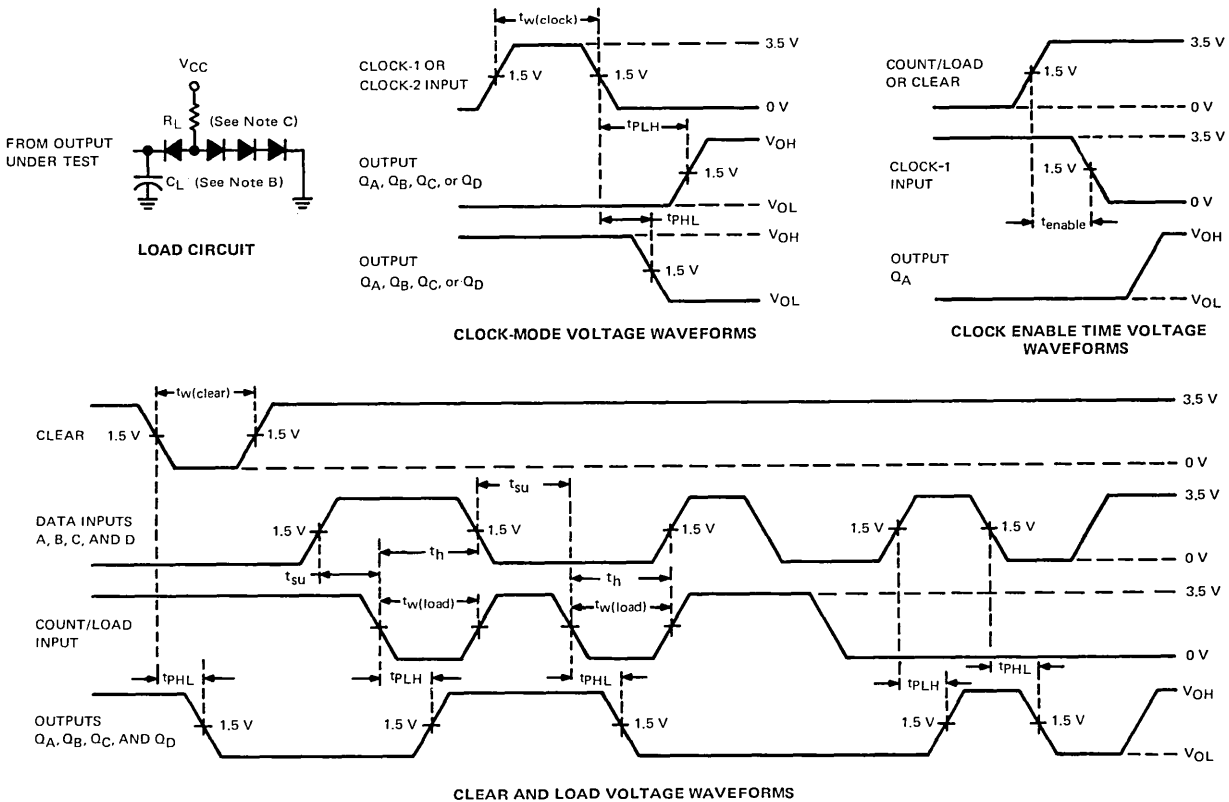 VCC
RL (See Note C)
FROM OUTPUT
UNDER TEST
CL (See Note B)
LOAD CIRCUIT
tw(clock)
3.5 V
CLOCK-1 OR
CLOCK-2 INPUT
1.5 V
1.5 V
0 V
tPLH
VOH
OUTPUT
QA, QB, QC, or QD
1.5 V
VOL
tPHL
VOH
OUTPUT
QA, QB, QC, or QD
1.5 V
VOL
CLOCK-MODE VOLTAGE WAVEFORMS
3.5 V
COUNT/LOAD
OR CLEAR
1.5 V
0 V
3.5 V
CLOCK-1
INPUT
1.5 V
0 V
tenable
VOH
OUTPUT
QA
VOL
CLOCK ENABLE TIME VOLTAGE
WAVEFORMS
tw(clear)
3.5 V
CLEAR
1.5 V
1.5 V
0 V
tsu
3.5 V
DATA INPUTS
A, B, C, AND D
1.5 V
1.5 V
1.5 V
1.5 V
1.5 V
th
0 V
tsu
th
3.5 V
COUNT/LOAD
INPUT
tw(load)
tw(load)
0 V
tPHL
tPLH
tPHL
tPLH
tPHL
VOH
OUTPUTS
QA, QB, QC, AND QD
1.5 V
1.5 V
1.5 V
1.5 V
1.5 V
VOL
CLEAR AND LOAD VOLTAGE WAVEFORMS